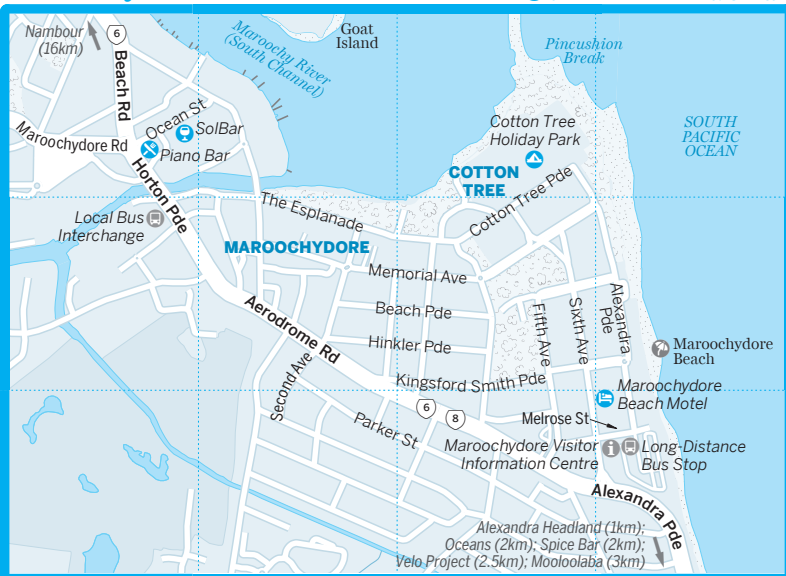 Nambour
(16km)
6
Beach Rd
Maroochy River
(South Channel)
Goat
Island
Pincushion
Break
SOUTH
PACIFIC
OCEAN
Ocean St
SolBar
Maroochydore Rd
Piano Bar
Cotton Tree
Holiday Park
COTTON
TREE
Horton Pde
The Esplanade
Cotton Tree Pde
Local Bus
Interchange
MAROOCHYDORE
Memorial Ave
Beach Pde
Hinkler Pde
Aerodrome Rd
Fifth Ave
Sixth Ave
Alexandra
Pde
Maroochydore
Beach
Second Ave
Kingsford Smith Pde
Maroochydore
Beach Motel
6
8
Parker St
Melrose St
Maroochydore Visitor
Information Centre
Long-Distance
Bus Stop
Alexandra Pde
Alexandra Headland (1km);
Oceans (2km); Spice Bar (2km);
Velo Project (2.5km); Mooloolaba (3km)